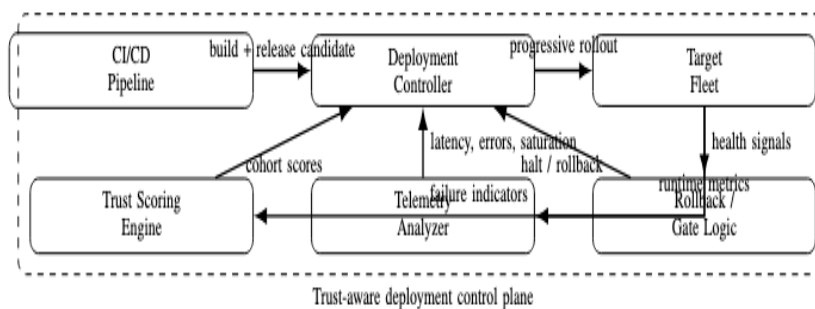 build + release candidate
progressive rollout
CI/CD
Pipeline
Deployment
Controller
Target
Fleet
latency, errors, saturation
health signals
cohort scores
halt / rollback
runtime metrics
failure indicators
Trust Scoring
Engine
Telemetry
Analyzer
Rollback /
Gate Logic
Trust-aware deployment control plane